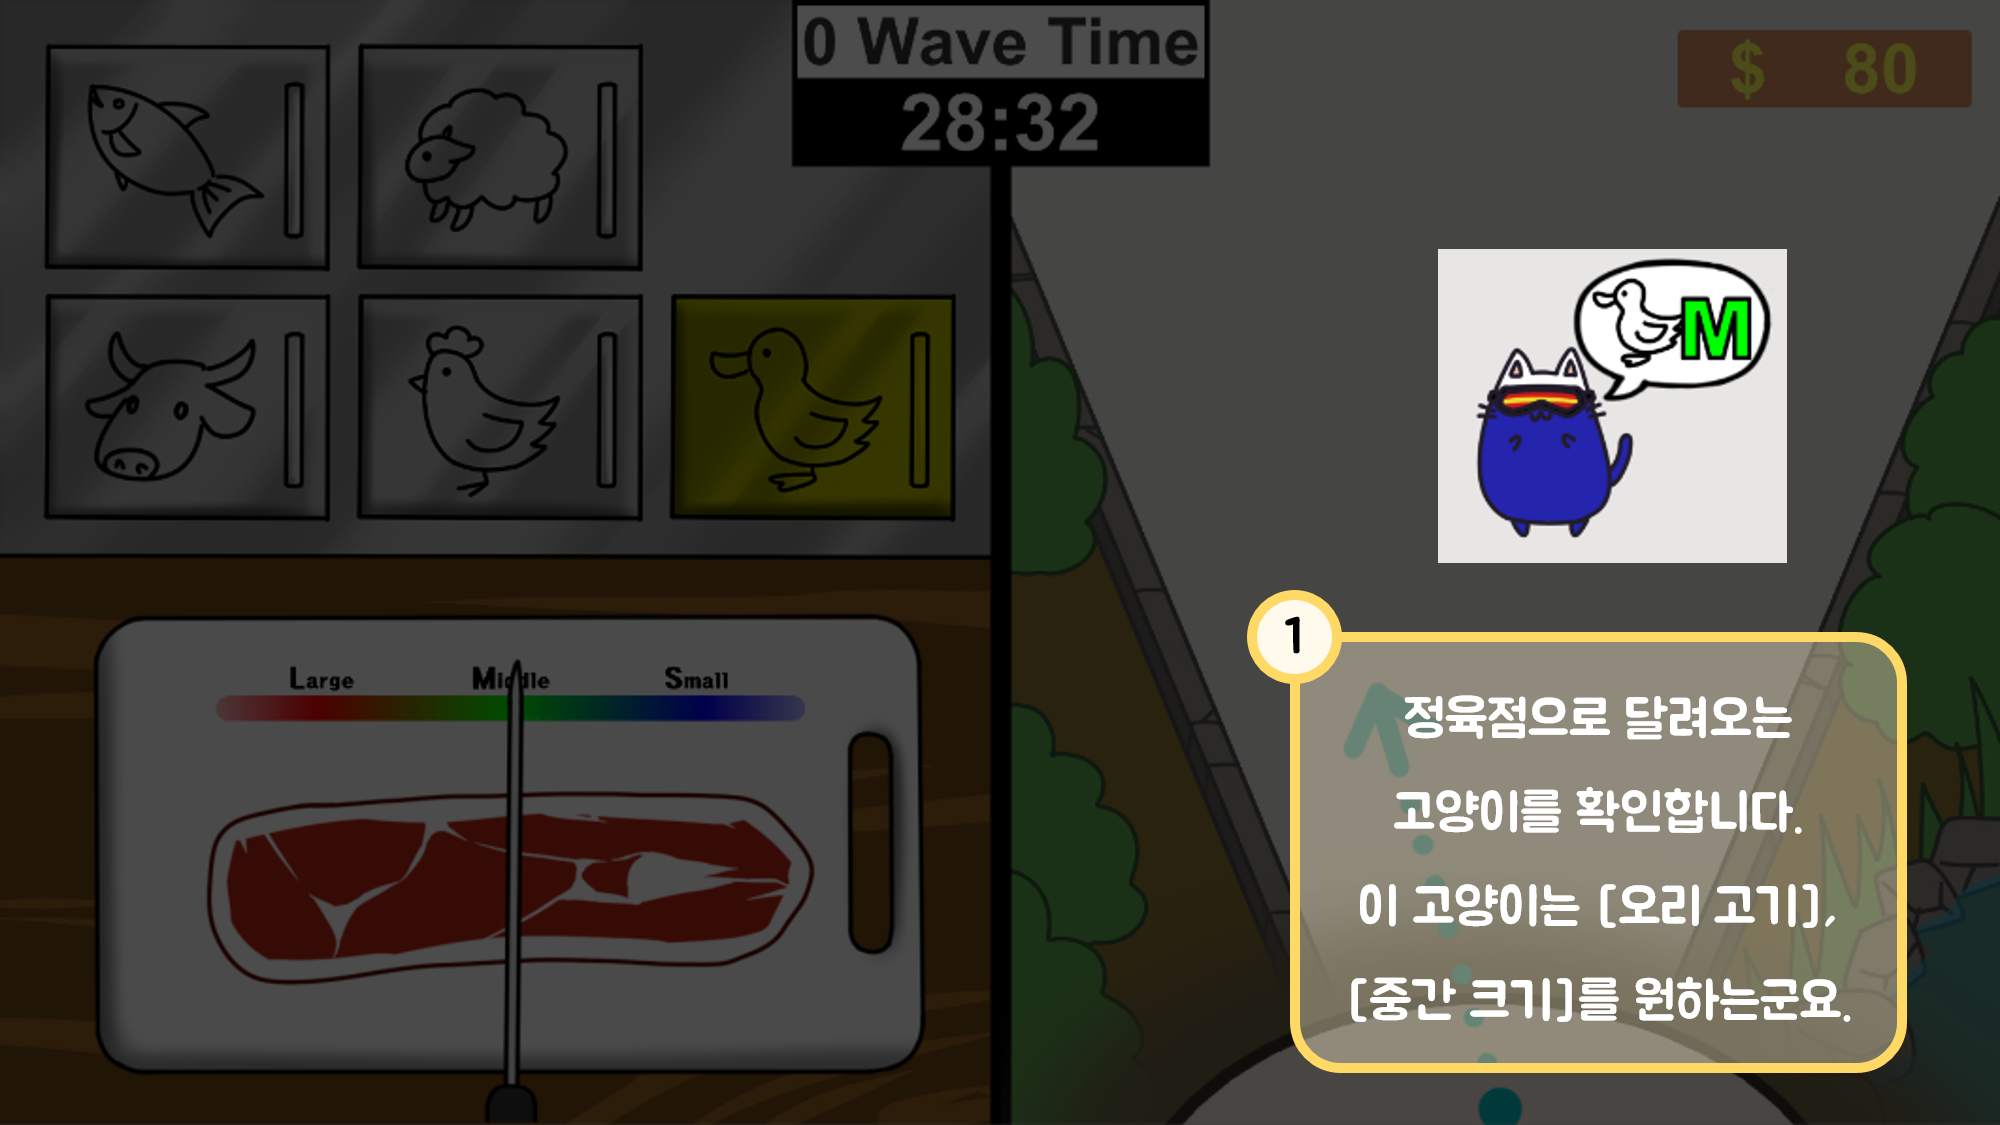 0 Wave Time
28:32
$ 80
M
Large Middle Small
1
정육점으로 달려오는
고양이를 확인합니다.
이 고양이는 [오리 고기],
[중간 크기]를 원하는군요.